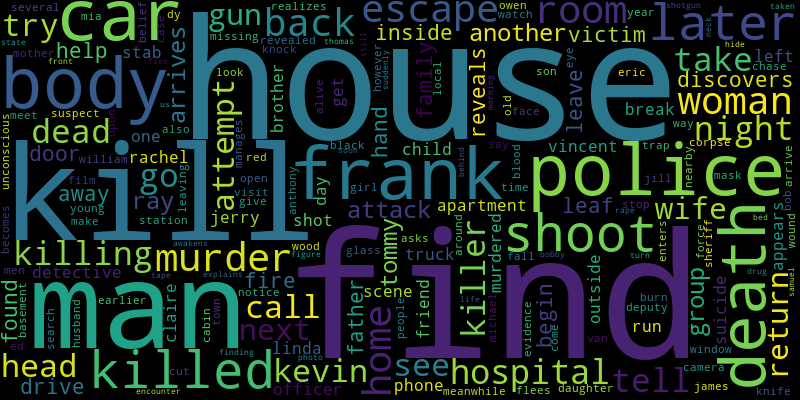 several
mia
car
belief
case
dy
realizes
gun
back
escape
owen
watch
year
room
shotgun
neck
taken
later
try
help
stab
missing
revealed
knock
thomas
still
inside
another
victim
hide
state
mother
front
fire
body
arrives
look
house
brother
however
suddenly
alive
get
family
local
reveals
son
eye
eric
old
face
leave
break
take
left
chase
discovers
woman
way
corpse
night
unconscious
meet
suspect
us
dead
upon
one
also
attempt
manages
red
hand
black
soon
child
say
morning
vincent
trap
nearby
jill
mask
door
william
rachel
kill
go
open
visit
give
anthony
girl
day
frank
blood
time
police
arrive
bob
away
film
young
make
leaving
ray
station
jerry
shot
attack
apartment
leaf
stop
rape
wife
death
bed
wound
becomes
awakens
killing
murder
wood
figure
glass
asks
tommy
truck
around
murdered
behind
fall
shoot
bobby
enters
turn
force
sheriff
appears
drug
samuel
men
detective
tape
explains
fire
scene
find
killer
life
michael
outside
group
suicide
return
found
basement
ed
man
earlier
husband
search
claire
cabin
town
notice
call
father
people
friend
evidence
come
begin
van
burn
deputy
run
window
camera
next
photo
linda
home
finding
head
drive
cut
killed
encounter
officer
kevin
see
phone
meanwhile
hospital
flees
daughter
tell
james
knife